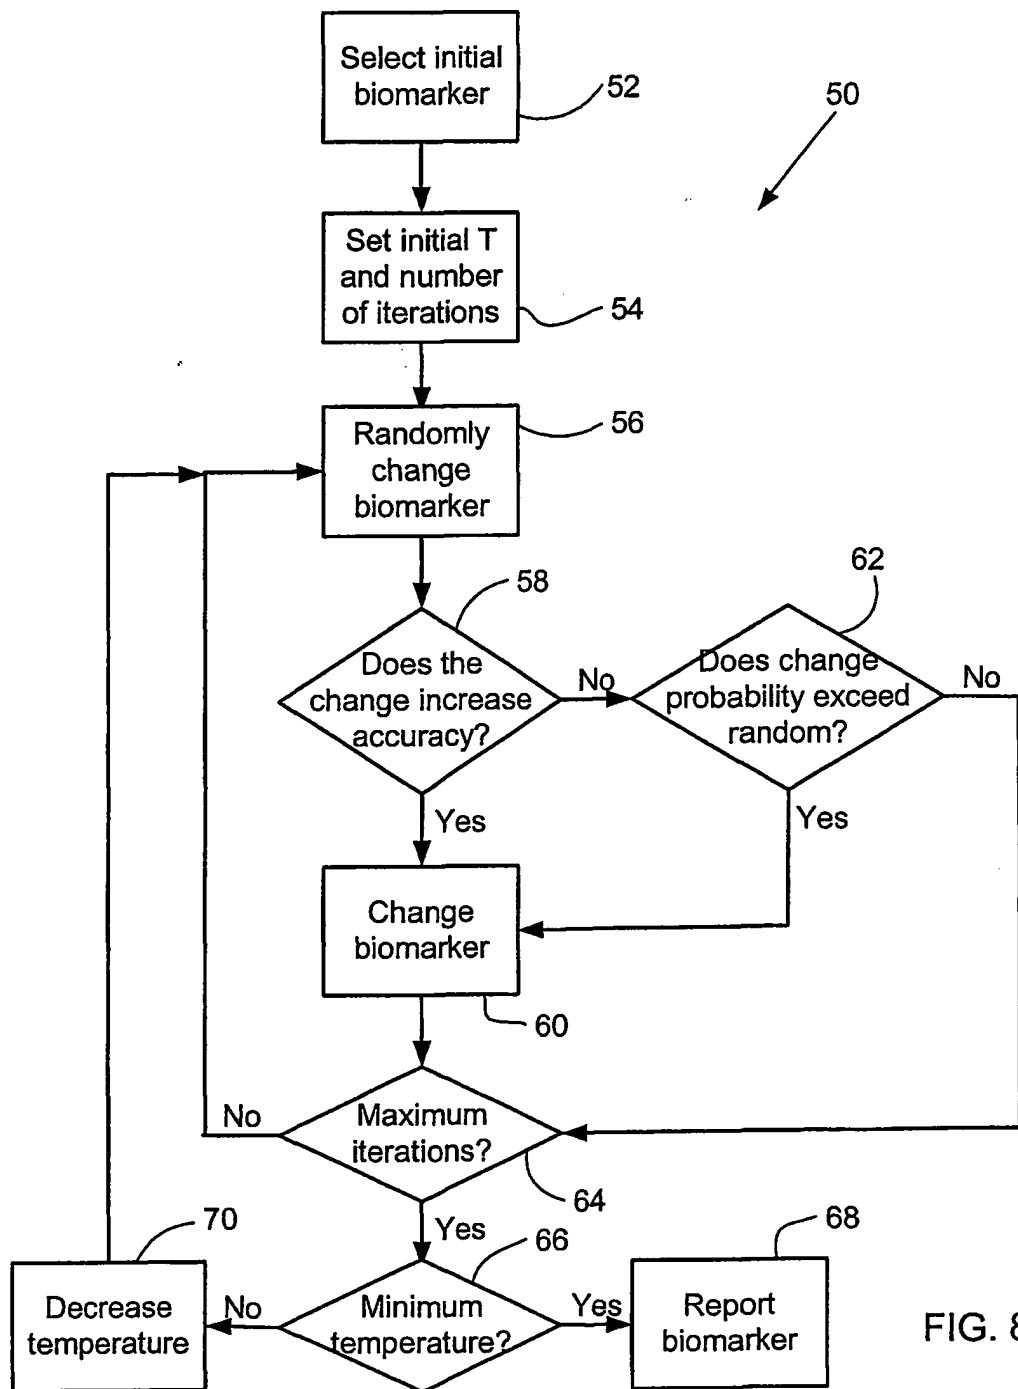 Select initial
biomarker
52
50
Set initial T
and number
of iterations
54
Randomly
change
biomarker
56
58
62
Does the
change increase
accuracy?
No
Does change
probability exceed
random?
No
Yes
Yes
Change
biomarker
60
No
Maximum
iterations?
64
Yes
70
66
68
Decrease
temperature
No
Minimum
temperature?
Yes
Report
biomarker
FIG. 8